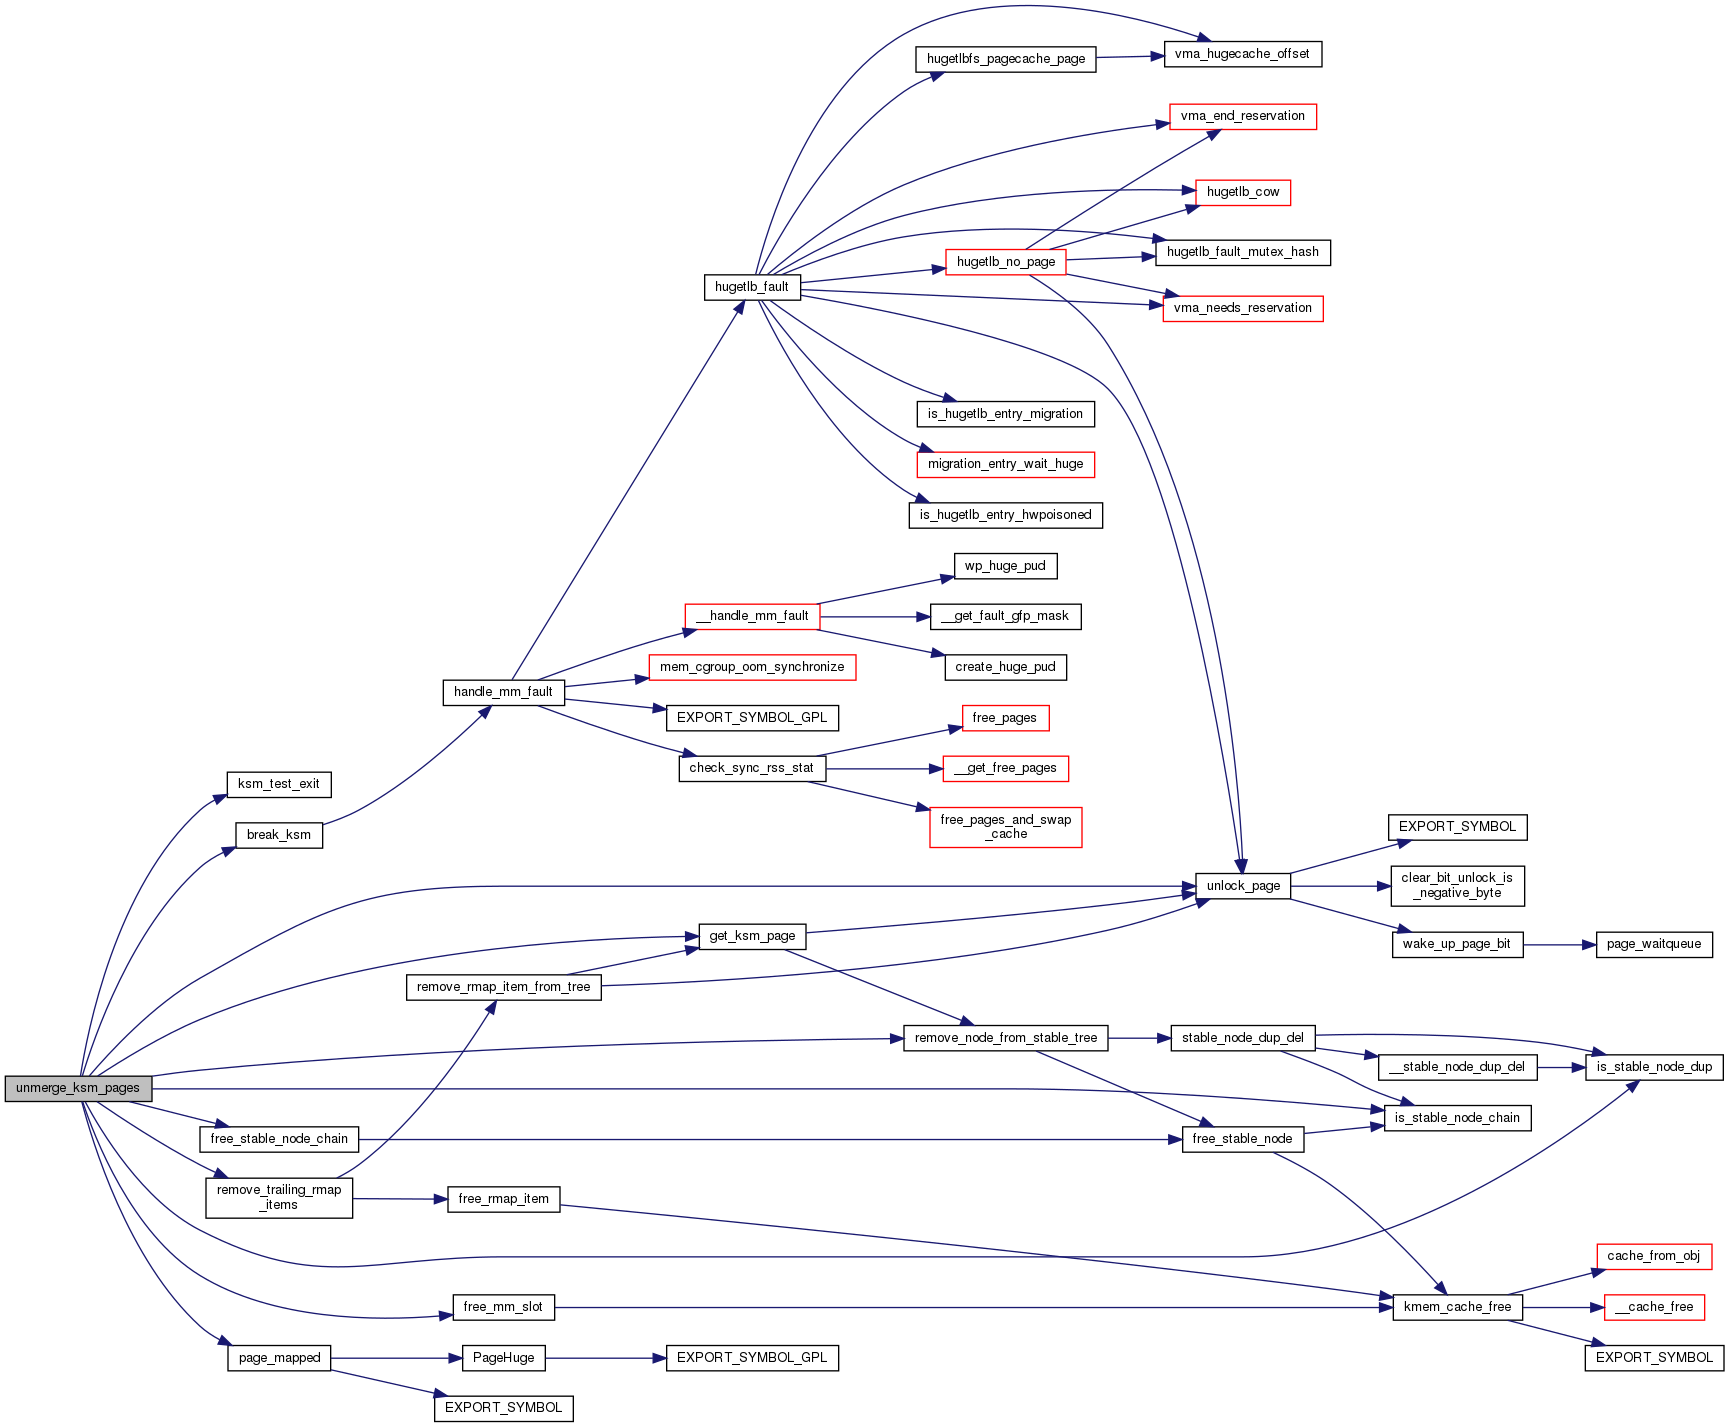 vma_hugecache_offset
hugetlbfs_pagecache_page
vma_end_reservation
hugetlb_cow
hugetlb_fault_mutex_hash
hugetlb_no_page
hugetlb_fault
vma_needs_reservation
is_hugetlb_entry_migration
migration_entry_wait_huge
is_hugetlb_entry_hwpoisoned
wp_huge_pud
__handle_mm_fault
__get_fault_gfp_mask
mem_cgroup_oom_synchronize
create_huge_pud
handle_mm_fault
EXPORT_SYMBOL_GPL
free_pages
check_sync_rss_stat
__get_free_pages
ksm_test_exit
free_pages_and_swap
_cache
break_ksm
EXPORT_SYMBOL
unlock_page
clear_bit_unlock_is
_negative_byte
get_ksm_page
wake_up_page_bit
page_waitqueue
remove_rmap_item_from_tree
remove_node_from_stable_tree
stable_node_dup_del
__stable_node_dup_del
is_stable_node_dup
unmerge_ksm_pages
is_stable_node_chain
free_stable_node_chain
free_stable_node
remove_trailing_rmap
_items
free_rmap_item
cache_from_obj
free_mm_slot
kmem_cache_free
__cache_free
page_mapped
PageHuge
EXPORT_SYMBOL_GPL
EXPORT_SYMBOL
EXPORT_SYMBOL